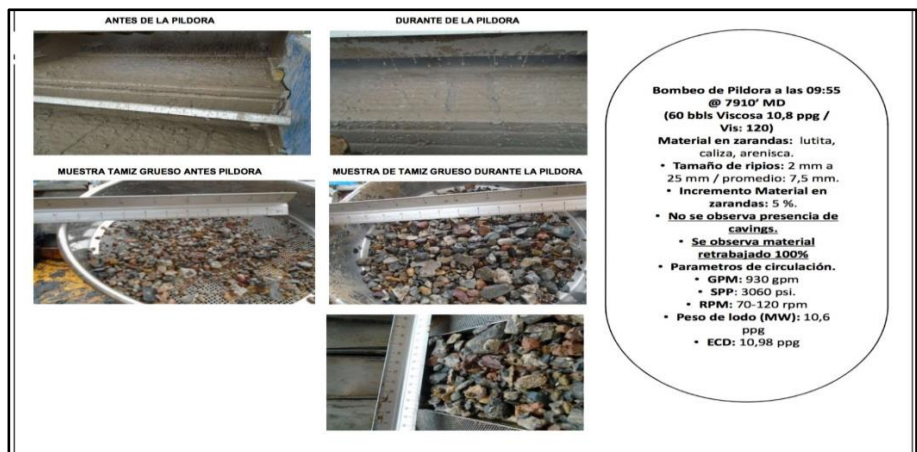 ANTES DE LA PILDORA
DURANTE DE LA PILDORA
MUESTRA TAMIZ GRUESO ANTES PILDORA
MUESTRA DE TAMIZ GRUESO DURANTE LA PILDORA
Bombeo de Pildora a las 09:55
@ 7910’ MD
(60 bbls Viscosa 10,8 ppg /
Vis: 120)
Material en zarandas: lutita,
caliza, arenisca.
• Tamaño de ripios: 2 mm a
25 mm / promedio: 7,5 mm.
• Incremento Material en
zarandas: 5 %.
• No se observa presencia de
cavings.
• Se observa material
retrabajado 100%
• Parametros de circulación.
• GPM: 930 gpm
• SPP: 3060 psi.
• RPM: 70-120 rpm
• Peso de lodo (MW): 10,6
ppg
• ECD: 10,98 ppg